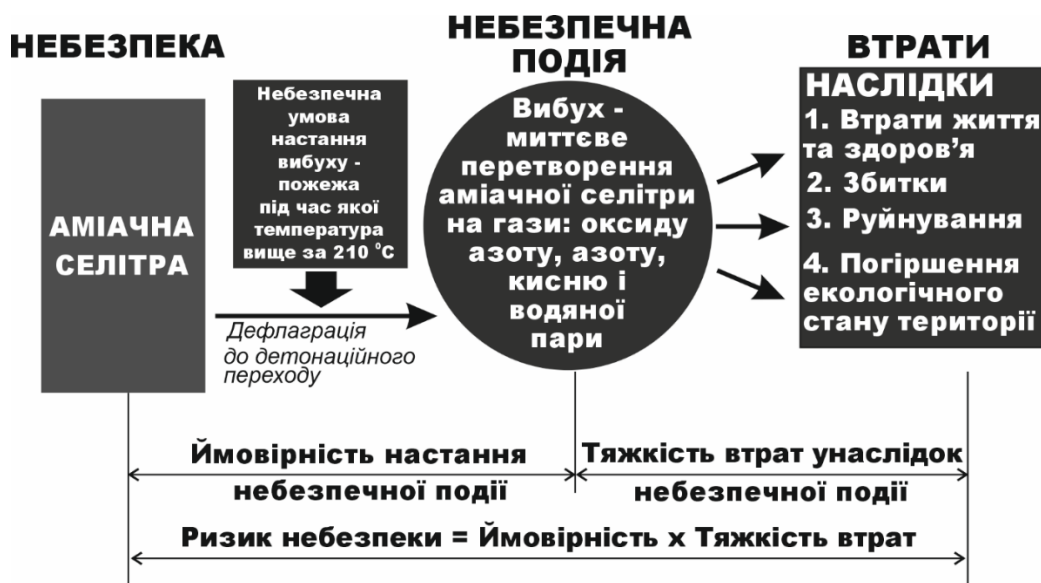 НЕБЕЗПЕКА
НЕБЕЗПЕЧНА
ПОДІЯ
ВТРАТИ
АМІАЧНА
СЕЛІТРА
Небезпечна
умова
настання
вибуху -
пожежа
під час якої
температура
вище за 210 °С
Дефлаграція
до детонаційного
переходу
Вибух -
миттєве
перетворення
аміачної селітри
на гази: оксиду
азоту, азоту,
кисню і
водяної
пари
НАСЛІДКИ
1. Втрати життя
та здоров’я
2. Збитки
3. Руйнування
4. Погіршення
екологічного
стану території
Ймовірність настання
небезпечної події
Тяжкість втрат унаслідок
небезпечної події
Ризик небезпеки = Ймовірність х Тяжкість втрат